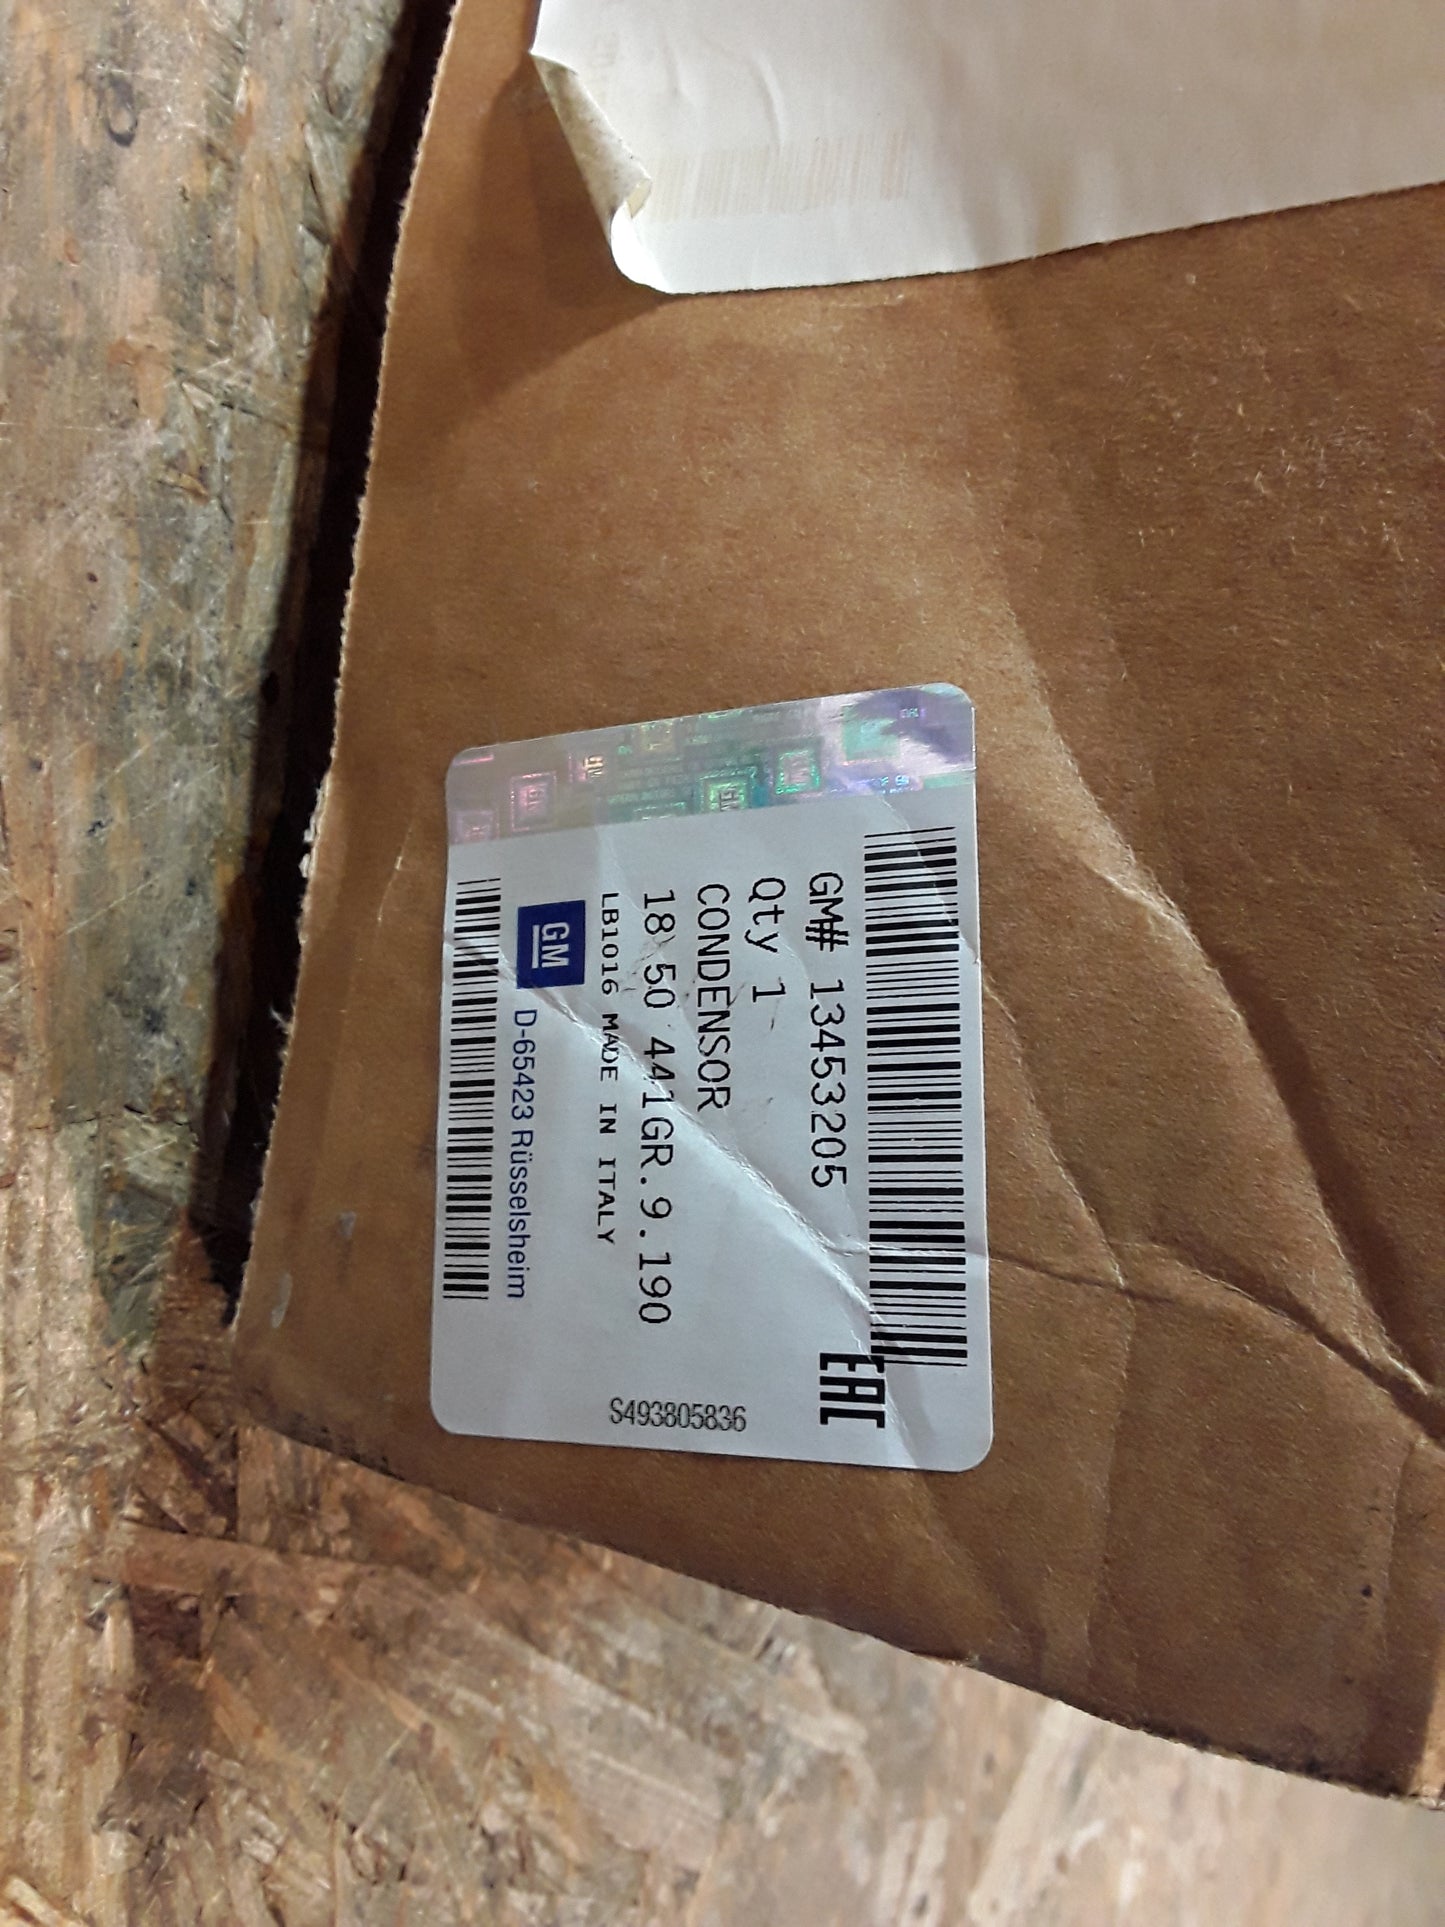 GM# 13453205
Qty 1
CONDENSOR
18 50 441GR.9.190
LB1016 MADE IN ITALY
GM
D-65423 Rüsselsheim
EAC
S493805836